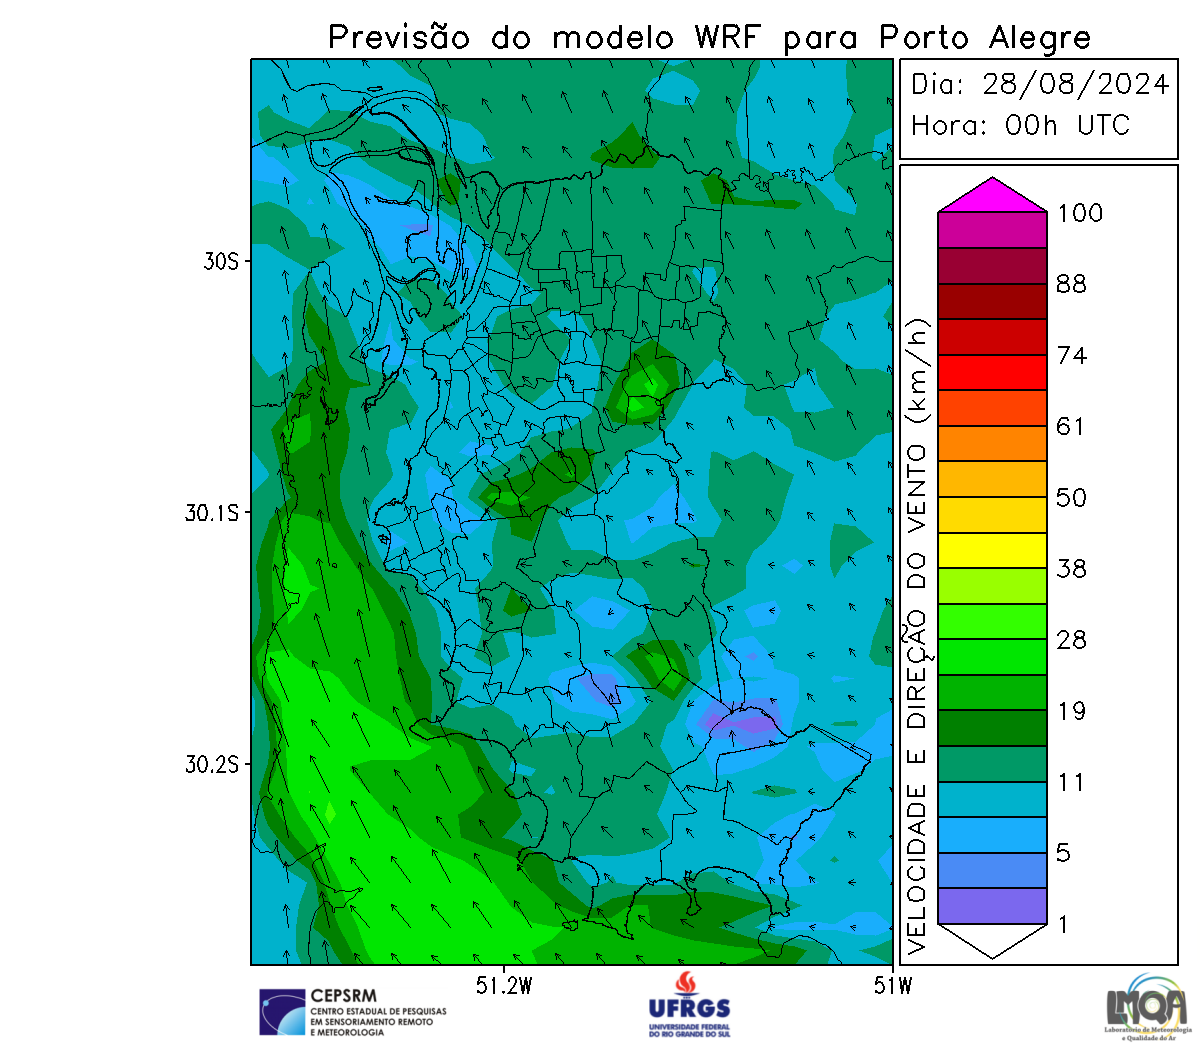 Previsão do modelo WRF para Porto Alegre
Dia: 28/08/2024
Hora: 00h UTC
30S
30.1S
30.2S
51.2W
51W
VELOCIDADE E DIREÇÃO DO VENTO (km/h)
100
88
74
61
50
38
28
19
11
5
1
CEPSRM
CENTRO ESTADUAL DE PESQUISAS
EM SENSORIAMENTO REMOTO
E METEOROLOGIA
UFRGS
UNIVERSIDADE FEDERAL
DO RIO GRANDE DO SUL
LMQA
Laboratório de Meteorologia
e Qualidade do Ar